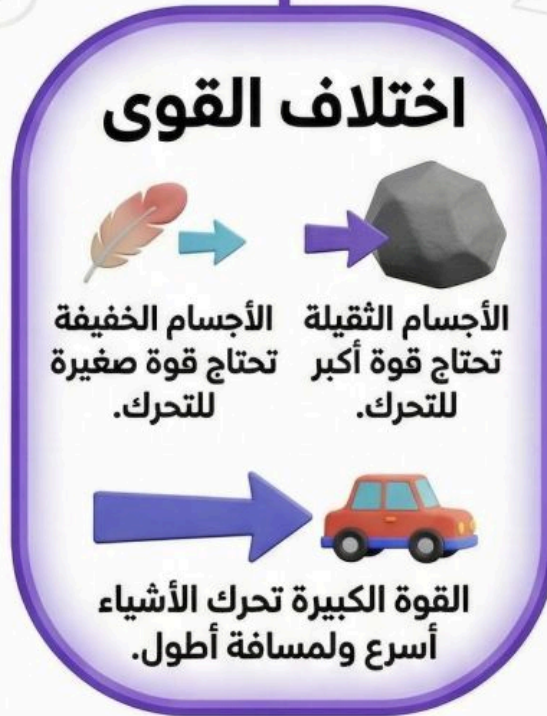 اختلاف القوى
الأجسام الثقيلة
تحتاج قوة أكبر
للتحرك.
الأجسام الخفيفة
تحتاج قوة صغيرة
للتحرك.
القوة الكبيرة تحرك الأشياء
أسرع ولمسافة أطول.